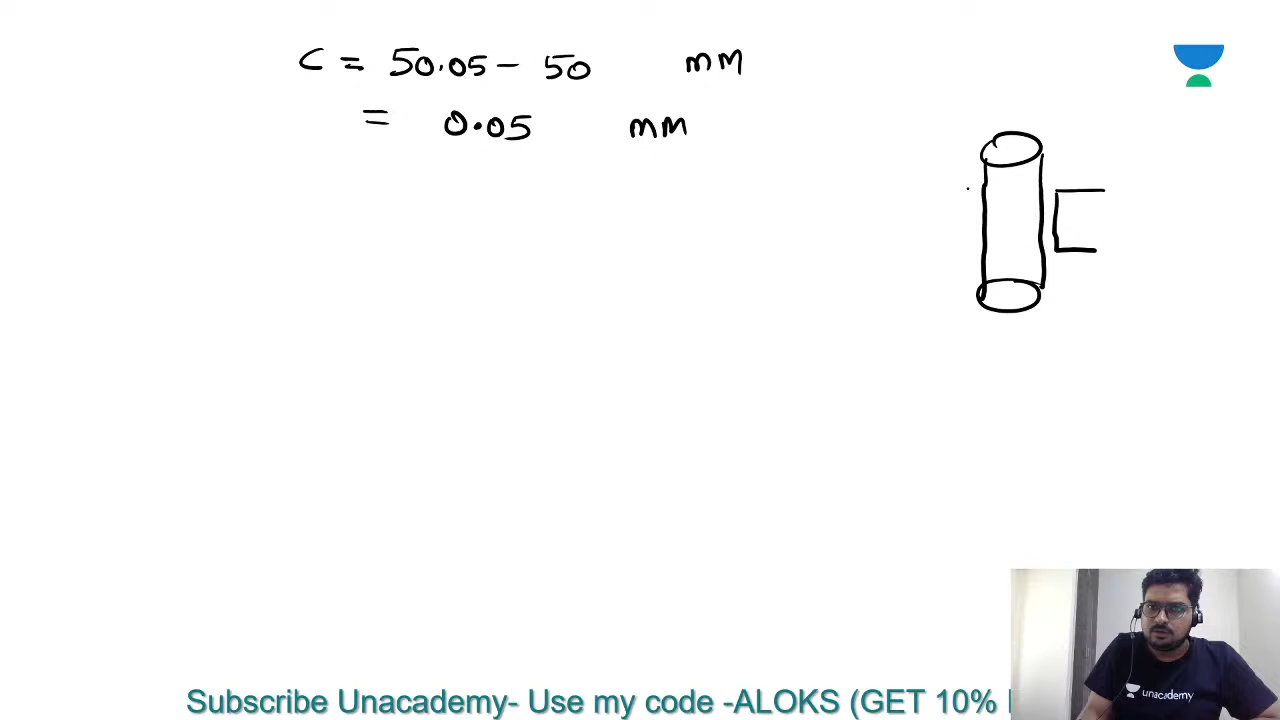 C = 50.05 - 50 mm
= 0.05 mm
unacademy
Subscribe Unacademy- Use my code -ALOKS (GET 10%